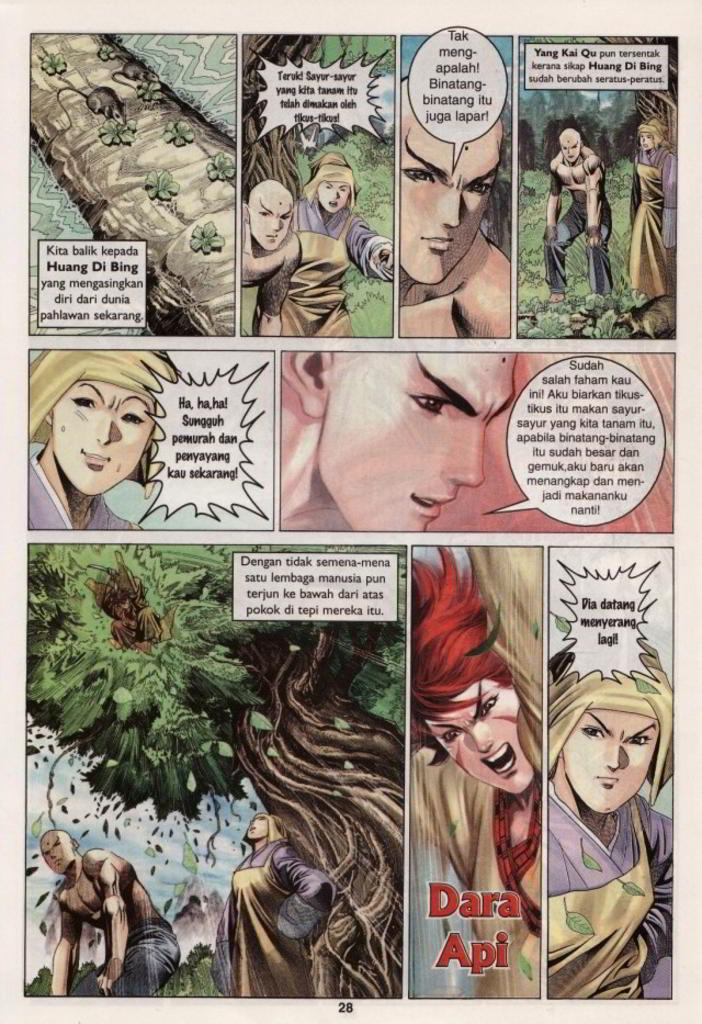 Kita balik kepada
Huang Di Bing
yang mengasingkan
diri dari dunia
pahlawan sekarang.
Teruk! Sayur-sayur
yang kita tanam itu
telah dimakan oleh
tikus-tikus!
Tak
meng-
apalah!
Binatang-
binatang itu
juga lapar!
Yang Kai Qu pun tersentak
kerana sikap Huang Di Bing
sudah berubah seratus-peratus.
Ha, ha,ha!
Sungguh
pemurah dan
penyayang
kau sekarang!
Sudah
salah faham kau
ini! Aku biarkan tikus-
tikus itu makan sayur-
sayur yang kita tanam itu,
apabila binatang-binatang
itu sudah besar dan
gemuk,aku baru akan
menangkap dan men-
jadi makananku
nanti!
Dengan tidak semena-mena
satu lembaga manusia pun
terjun ke bawah dari atas
pokok di tepi mereka itu.
Dara
Api
Dia datang
menyerang
lagi!
28